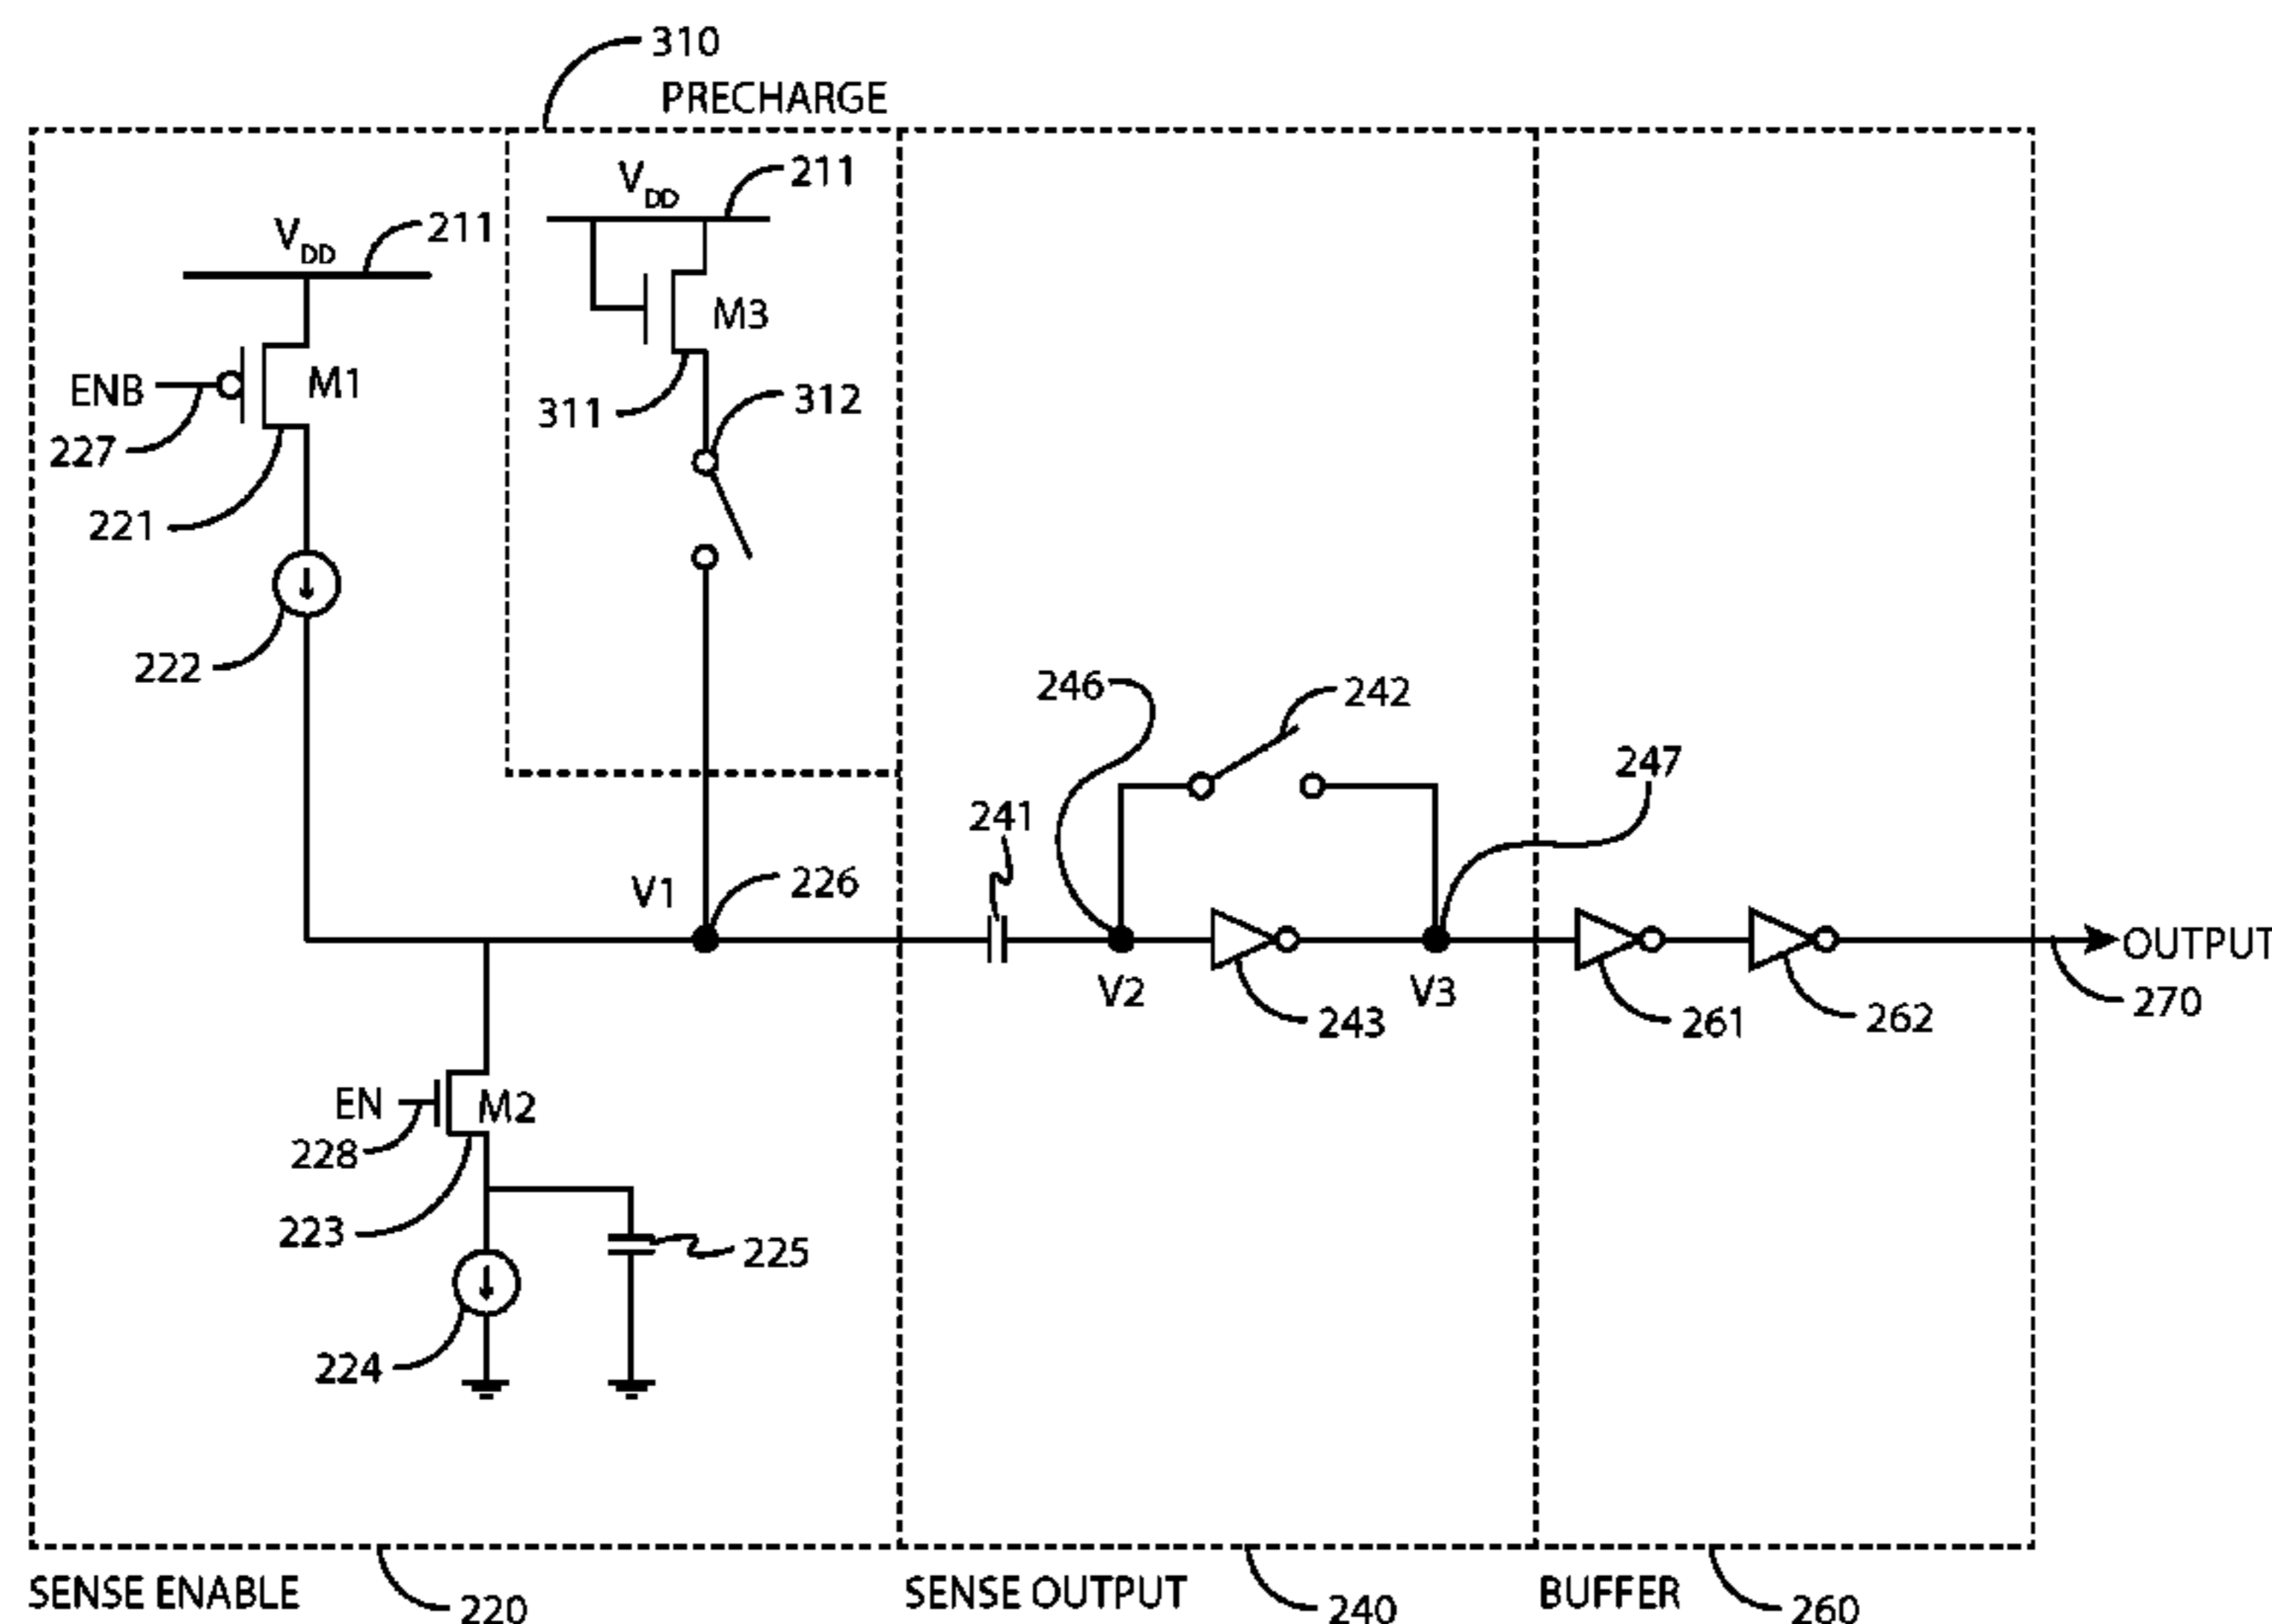 310
PRECHARGE
VDD
211
VDD
211
M3
ENB
M1
227
311
312
221
222
246
242
247
241
V1
226
V2
243
V3
261
262
OUTPUT
270
EN
M2
228
223
225
224
SENSE ENABLE
220
SENSE OUTPUT
240
BUFFER
260